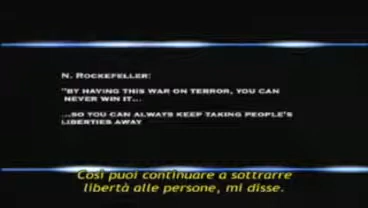 N. ROCKEFELLER:
"BY HAVING THIS WAR ON TERROR, YOU CAN
NEVER WIN IT...
...SO YOU CAN ALWAYS KEEP TAKING PEOPLE'S
LIBERTIES AWAY
Così puoi continuare a sottrarre
libertà alle persone, mi disse.